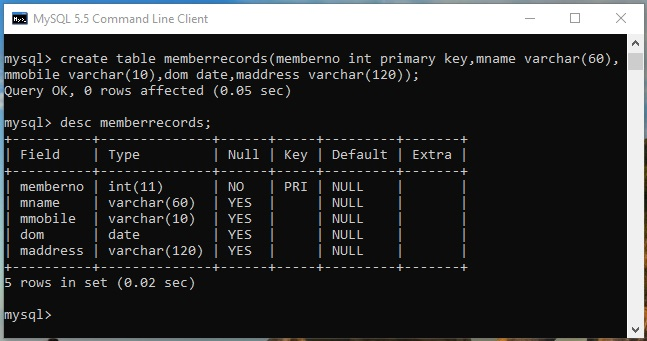 MySQL 5.5 Command Line Client
mysql> create table memberrecords(memberno int primary key,mname varchar(60),
mmobile varchar(10),dom date,maddress varchar(120));
Query OK, 0 rows affected (0.05 sec)
mysql> desc memberrecords;
+----------+--------------+------+-----+---------+-------+
| Field    | Type         | Null | Key | Default | Extra |
+----------+--------------+------+-----+---------+-------+
| memberno | int(11)      | NO   | PRI | NULL    |       |
| mname    | varchar(60)  | YES  |     | NULL    |       |
| mmobile  | varchar(10)  | YES  |     | NULL    |       |
| dom      | date         | YES  |     | NULL    |       |
| maddress | varchar(120) | YES  |     | NULL    |       |
+----------+--------------+------+-----+---------+-------+
5 rows in set (0.02 sec)
mysql>